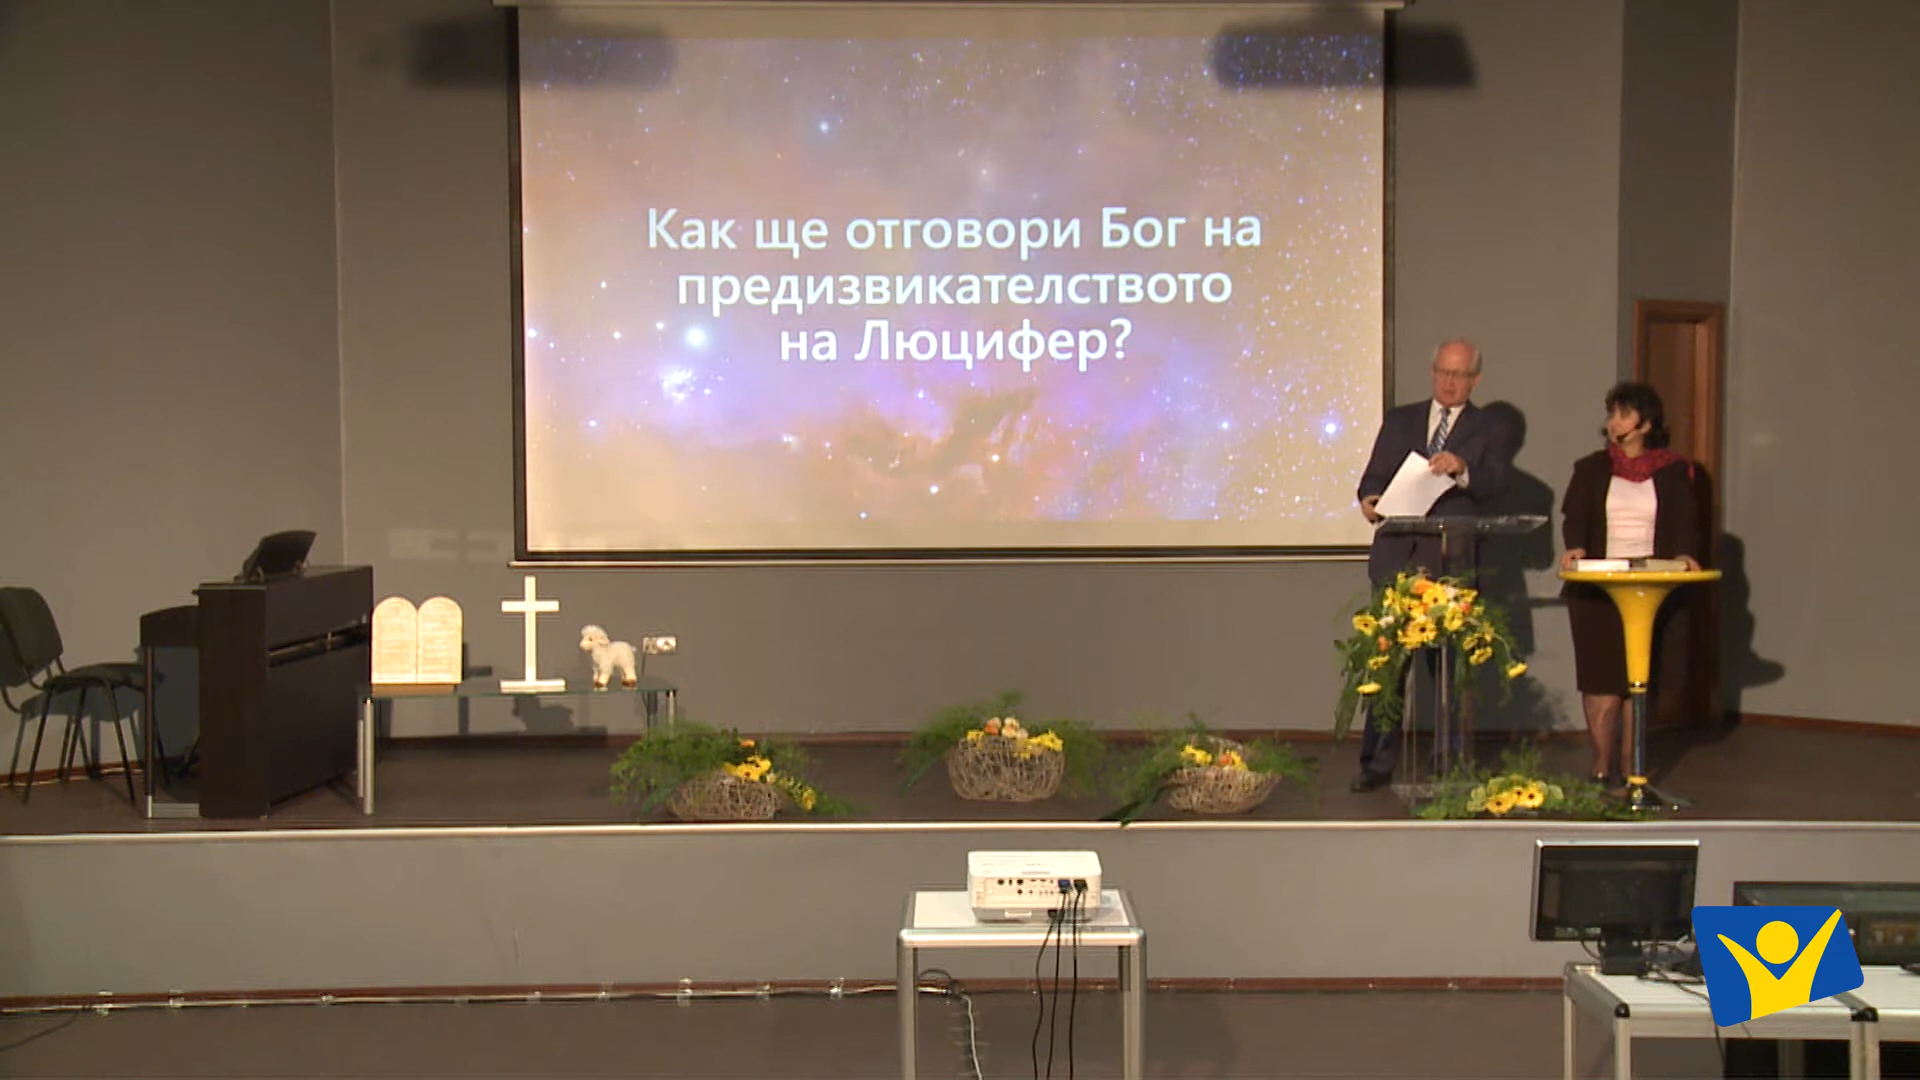 Как ще отговори Бог на
предизвикателството
на Люцифер?